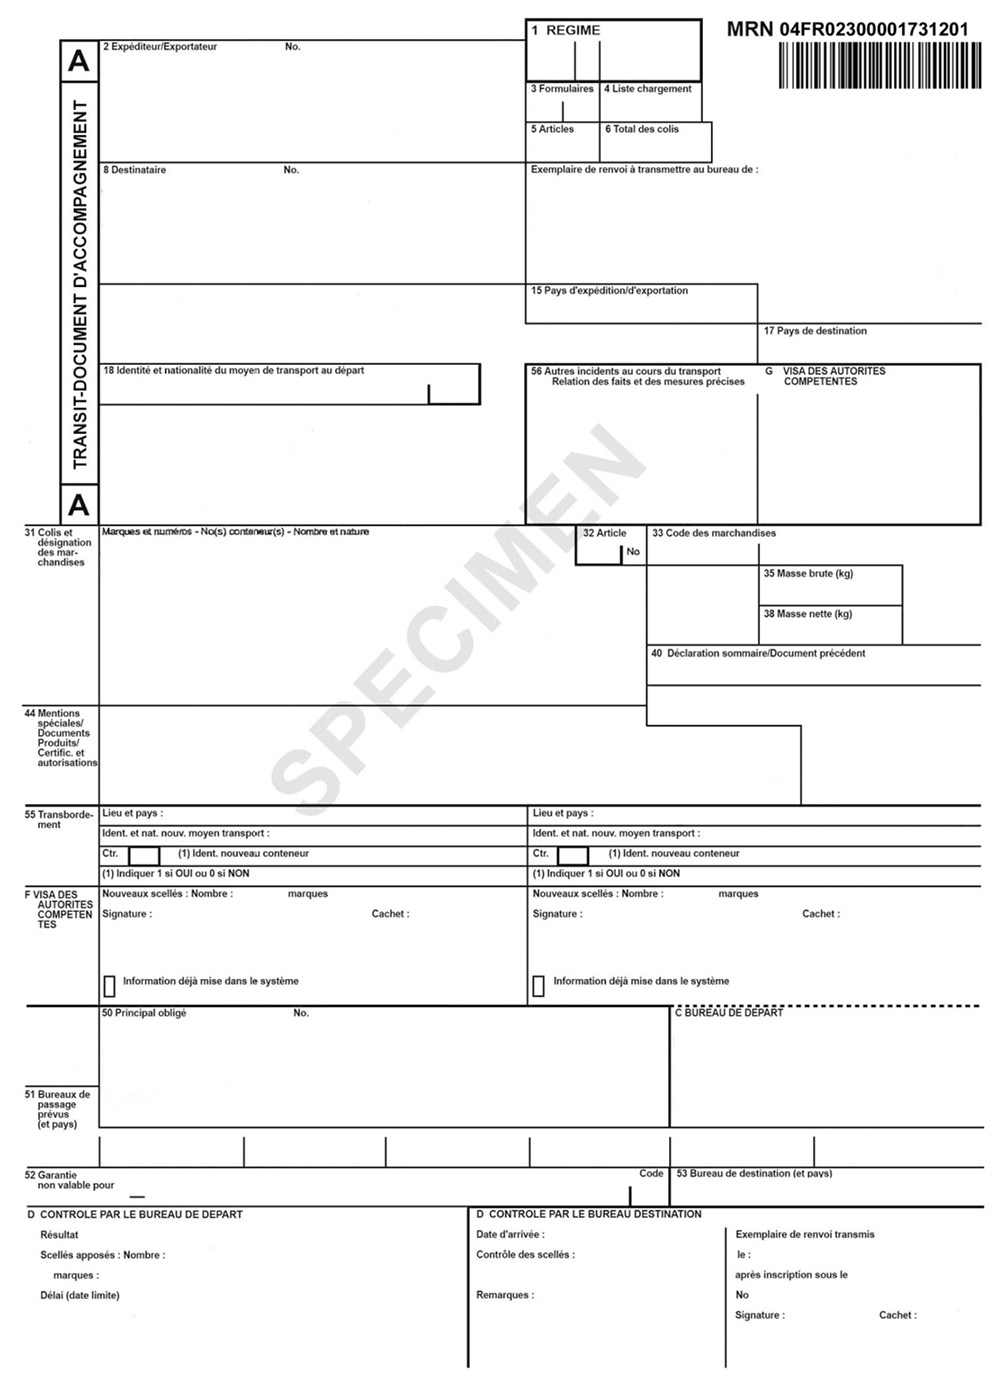 MRN 04FR02300001731201
A
TRANSIT-DOCUMENT D'ACCOMPAGNEMENT
A
2 Expéditeur/Exportateur No.
1 REGIME
3 Formulaires 4 Liste chargement
5 Articles 6 Total des colis
8 Destinataire No.
Exemplaire de renvoi à transmettre au bureau de :
15 Pays d'expédition/d'exportation
17 Pays de destination
18 Identité et nationalité du moyen de transport au départ
56 Autres incidents au cours du transport
Relation des faits et des mesures précises
G VISA DES AUTORITES
COMPETENTES
SPECIMEN
31 Colis et
désignation
des mar-
chandises
Marques et numéros - No(s) conteneur(s) - Nombre et nature
32 Article
No
33 Code des marchandises
35 Masse brute (kg)
38 Masse nette (kg)
40 Déclaration sommaire/Document précédent
44 Mentions
spéciales/
Documents
Produits/
Certific. et
autorisations
55 Transborde-
ment
Lieu et pays :
Ident. et nat. nouv. moyen transport :
Ctr. (1) Ident. nouveau conteneur
(1) Indiquer 1 si OUI ou 0 si NON
Lieu et pays :
Ident. et nat. nouv. moyen transport :
Ctr. (1) Ident. nouveau conteneur
(1) Indiquer 1 si OUI ou 0 si NON
F VISA DES
AUTORITES
COMPETEN
TES
Nouveaux scellés : Nombre : marques
Signature : Cachet :
Information déjà mise dans le système
Nouveaux scellés : Nombre : marques
Signature : Cachet :
Information déjà mise dans le système
50 Principal obligé No.
C BUREAU DE DEPART
51 Bureaux de
passage
prévus
(et pays)
52 Garantie
non valable pour
Code
53 Bureau de destination (et pays)
D CONTROLE PAR LE BUREAU DE DEPART
Résultat
Scellés apposés : Nombre :
marques :
Délai (date limite)
D CONTROLE PAR LE BUREAU DESTINATION
Date d'arrivée :
Contrôle des scellés :
Remarques :
Exemplaire de renvoi transmis
le :
après inscription sous le
No
Signature : Cachet :